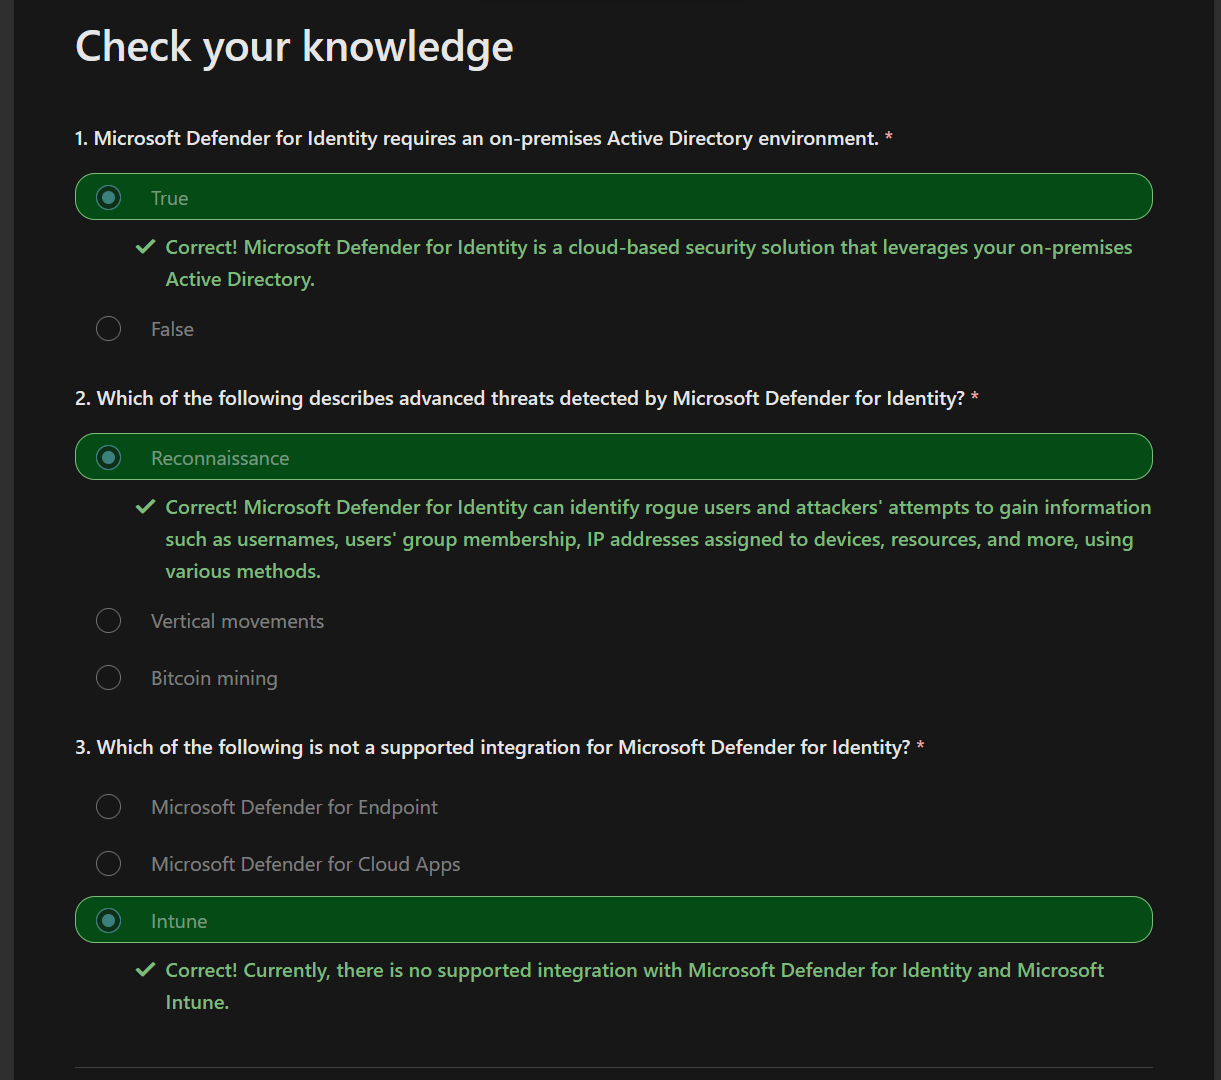 Check your knowledge
1. Microsoft Defender for Identity requires an on-premises Active Directory environment. *
True
Correct! Microsoft Defender for Identity is a cloud-based security solution that leverages your on-premises
Active Directory.
False
2. Which of the following describes advanced threats detected by Microsoft Defender for Identity? *
Reconnaissance
Correct! Microsoft Defender for Identity can identify rogue users and attackers' attempts to gain information
such as usernames, users' group membership, IP addresses assigned to devices, resources, and more, using
various methods.
Vertical movements
Bitcoin mining
3. Which of the following is not a supported integration for Microsoft Defender for Identity? *
Microsoft Defender for Endpoint
Microsoft Defender for Cloud Apps
Intune
Correct! Currently, there is no supported integration with Microsoft Defender for Identity and Microsoft
Intune.